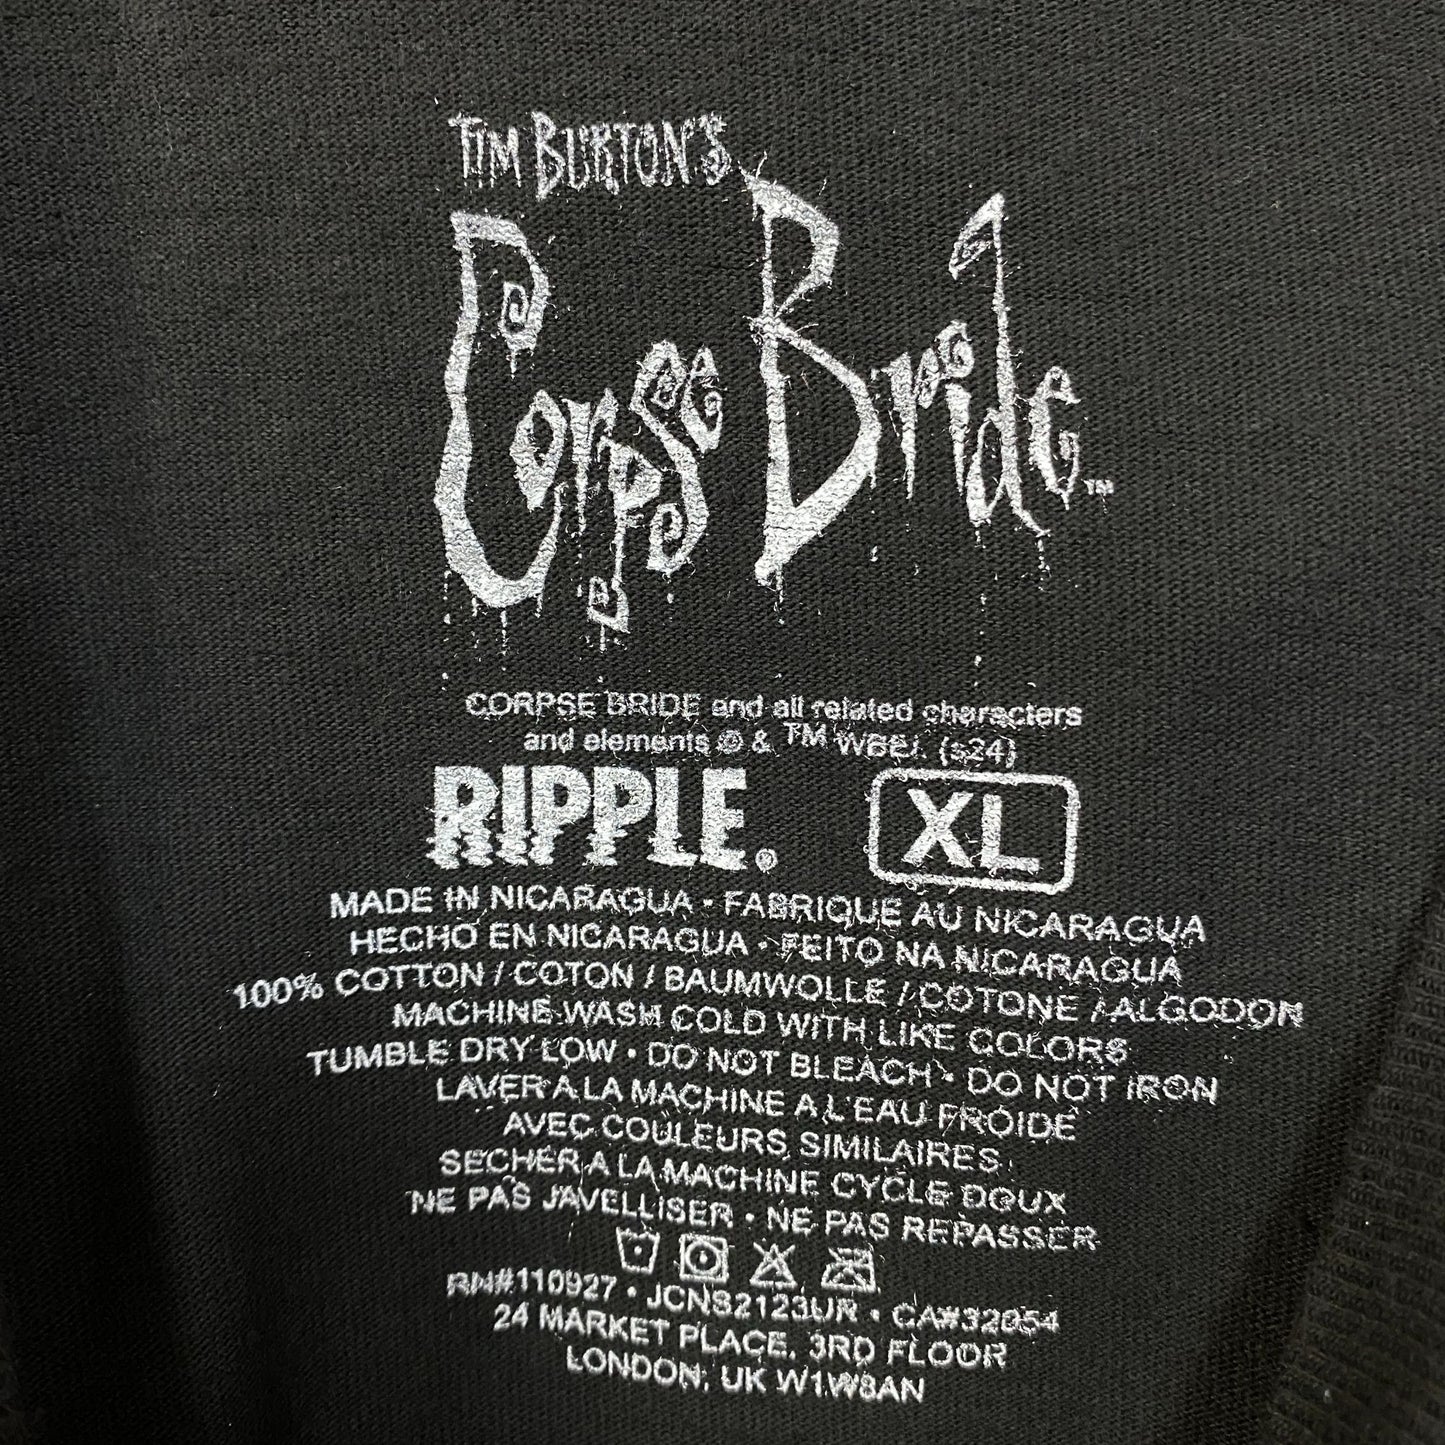 TIM BURTON'S
Corpse Bride™
CORPSE BRIDE and all related characters
and elements © & ™ WBEI. (s24)
RIPPLE. XL
MADE IN NICARAGUA • FABRIQUE AU NICARAGUA
HECHO EN NICARAGUA • FEITO NA NICARAGUA
100% COTTON / COTON / BAUMWOLLE / COTONE / ALGODON
MACHINE WASH COLD WITH LIKE COLORS
TUMBLE DRY LOW • DO NOT BLEACH • DO NOT IRON
LAVER A LA MACHINE A L'EAU FROIDE
AVEC COULEURS SIMILAIRES
SECHER A LA MACHINE CYCLE DOUX
NE PAS JAVELLISER • NE PAS REPASSER
RN#110927 • JCNS2123UR • CA#32054
24 MARKET PLACE, 3RD FLOOR
LONDON, UK W1W8AN